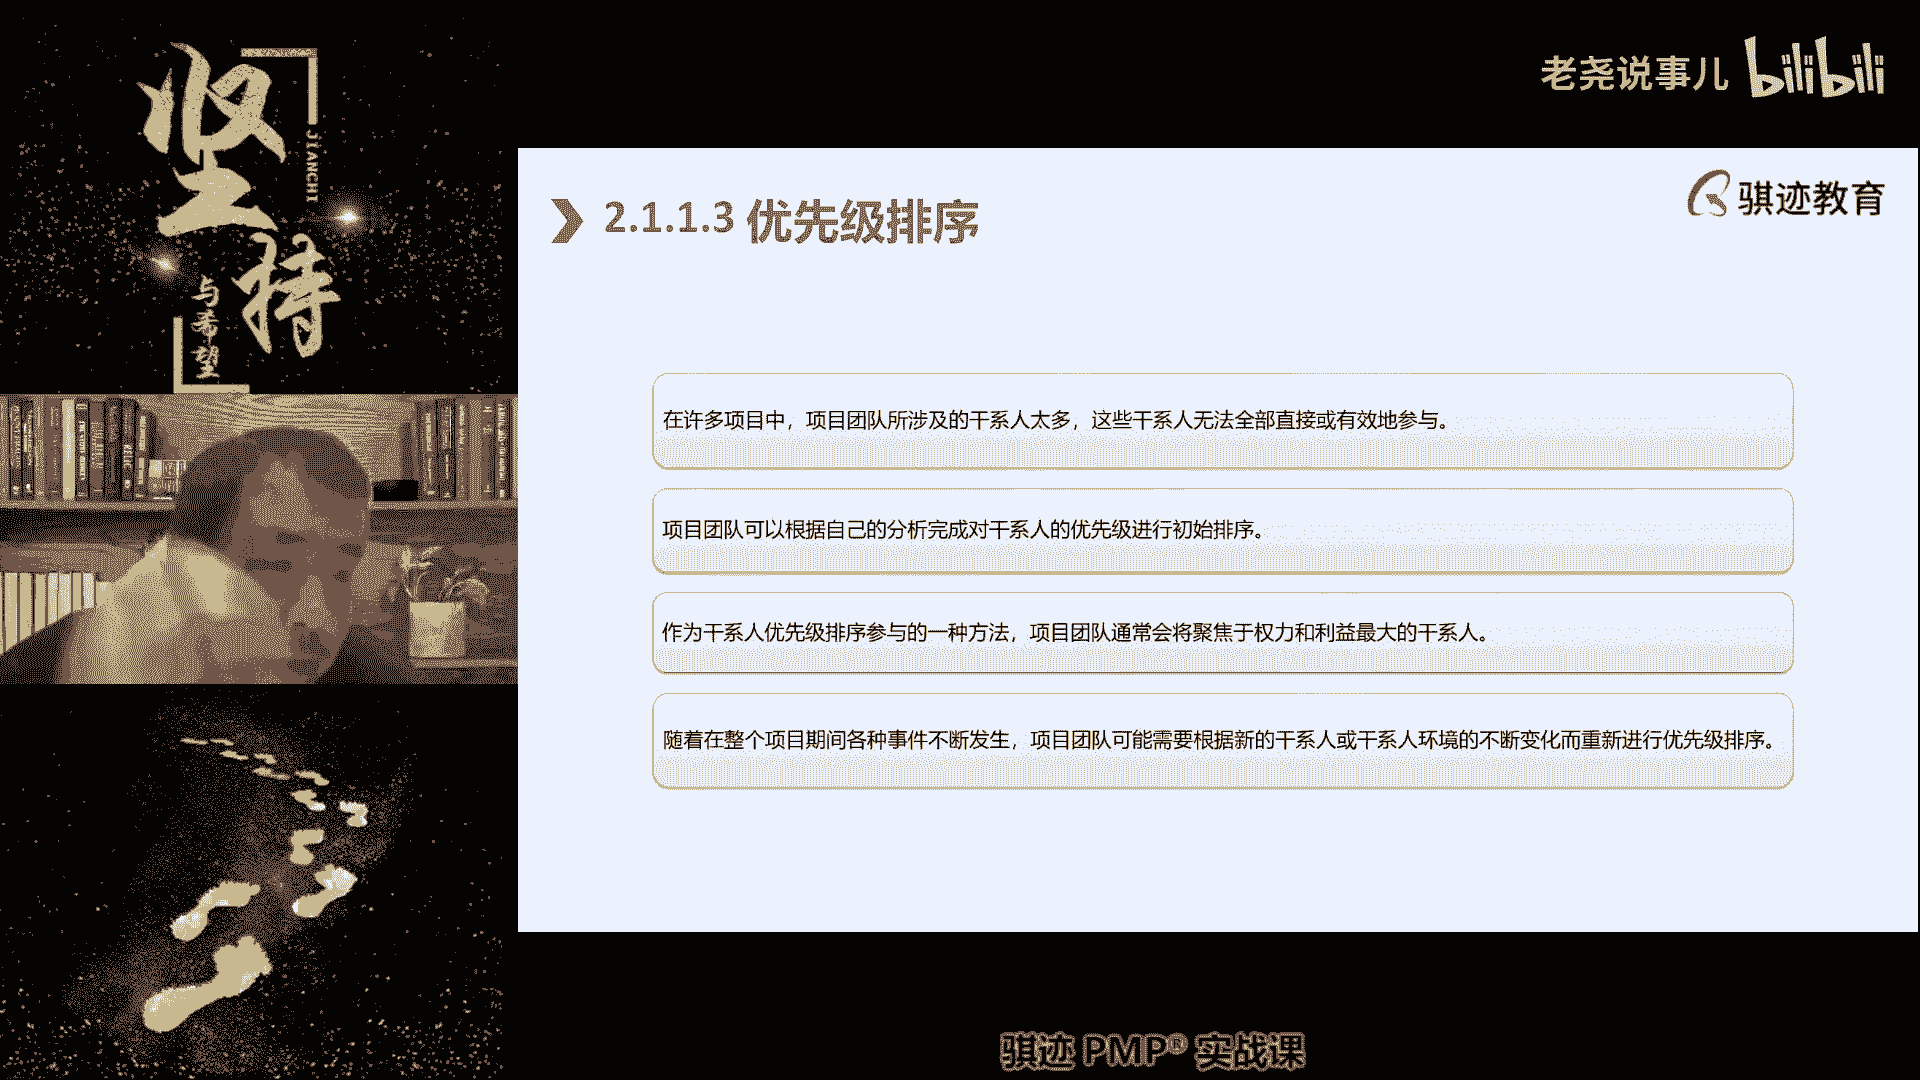 坚持
JIANCHI
与希望
老尧说事儿 bilibili
骐迹教育
2.1.1.3 优先级排序
在许多项目中，项目团队所涉及的干系人太多，这些干系人无法全部直接或有效地参与。
项目团队可以根据自己的分析完成对干系人的优先级进行初始排序。
作为干系人优先级排序参与的一种方法，项目团队通常会将聚焦于权力和利益最大的干系人。
随着在整个项目期间各种事件不断发生，项目团队可能需要根据新的干系人或干系人环境的不断变化而重新进行优先级排序。
骐迹 PMP® 实战课